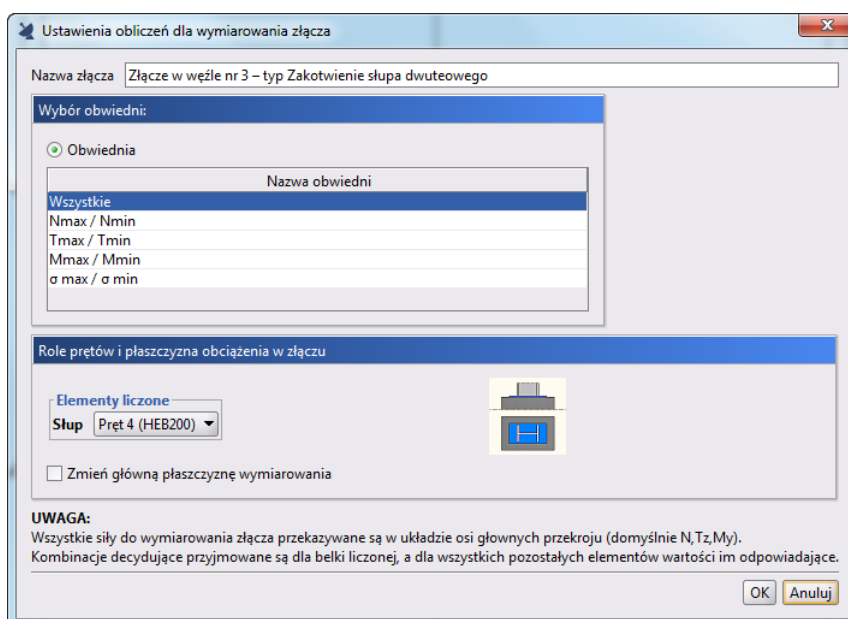 Ustawienia obliczeń dla wymiarowania złącza
Nazwa złącza Złącze w węźle nr 3 – typ Zakotwienie słupa dwuteowego
Wybór obwiedni:
Obwiednia
Nazwa obwiedni
Wszystkie
Nmax / Nmin
Tmax / Tmin
Mmax / Mmin
σ max / σ min
Role prętów i płaszczyzna obciążenia w złączu
Elementy liczone
Słup Pręt 4 (HEB200)
Zmień główną płaszczyznę wymiarowania
UWAGA:
Wszystkie siły do wymiarowania złącza przekazywane są w układzie osi głownych przekroju (domyślnie N,Tz,My).
Kombinacje decydujące przyjmowane są dla belki liczonej, a dla wszystkich pozostałych elementów wartości im odpowiadające.
OK Anuluj